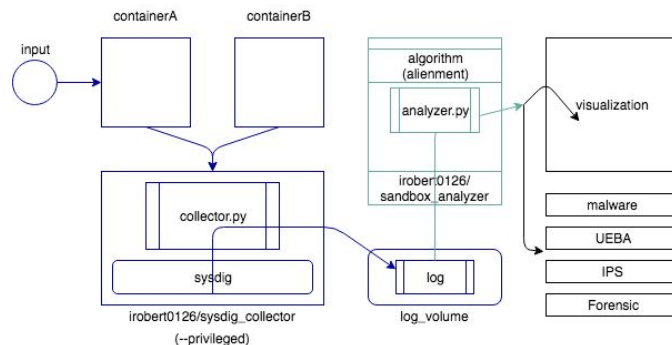 containerA
containerB
input
algorithm
(alienment)
analyzer.py
visualization
irobert0126/
sandbox_analyzer
collector.py
sysdig
log
malware
UEBA
IPS
Forensic
irobert0126/sysdig_collector
(--privileged)
log_volume